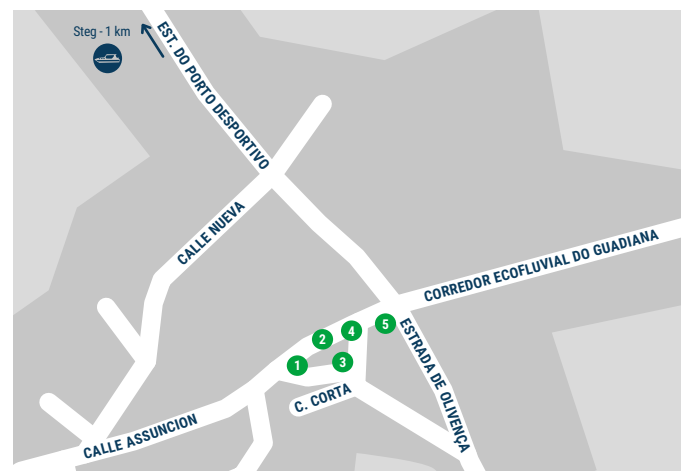 Steg - 1 km
EST. DO PORTO DESPORTIVO
CALLE NUEVA
CORREDOR ECOFLUVIAL DO GUADIANA
2
4
5
1
3
ESTRADA DE OLIVENÇA
C. CORTA
CALLE ASSUNCION